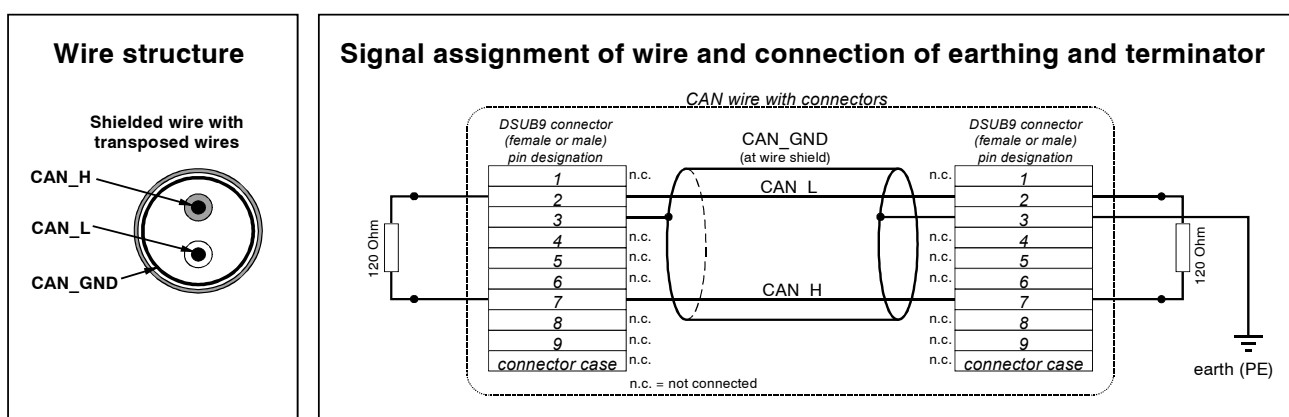 Wire structure
Shielded wire with
transposed wires
CAN_H
CAN_L
CAN_GND
Signal assignment of wire and connection of earthing and terminator
CAN wire with connectors
DSUB9 connector
(female or male)
pin designation
CAN_GND
(at wire shield)
DSUB9 connector
(female or male)
pin designation
1 n.c. n.c. 1
2 CAN_L 2
3 3
4 n.c. n.c. 4
5 n.c. n.c. 5
6 n.c. n.c. 6
7 CAN_H 7
8 n.c. n.c. 8
9 n.c. n.c. 9
connector case n.c. n.c. connector case
n.c. = not connected
120 Ohm
120 Ohm
earth (PE)